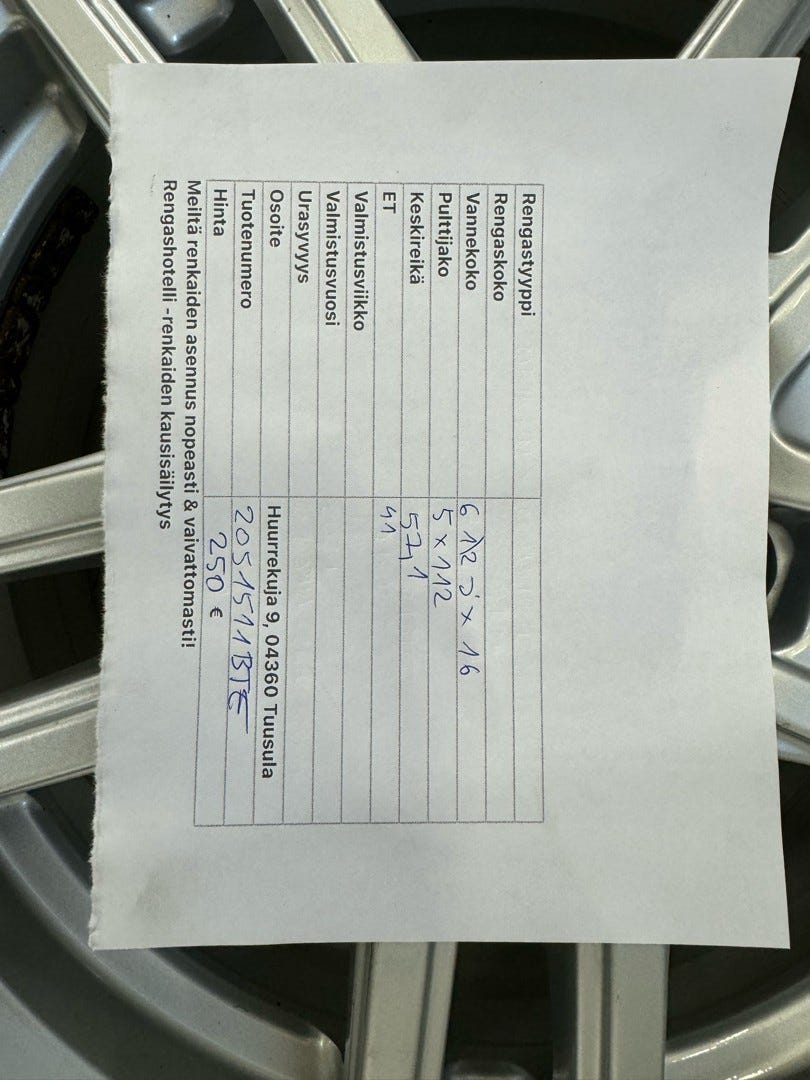 Rengastyyppi
Rengaskoko
Vannekoko 6 1/2 J x 16
Pulttijako 5 x 112
Keskireikä 57,1
ET 41
Valmistusviikko
Valmistusvuosi
Urasyvyys
Osoite Huurrekuja 9, 04360 Tuusula
Tuotenumero
Hinta 250 €
Meiltä renkaiden asennus nopeasti & vaivattomasti!
Rengashotelli -renkaiden kausisäilytys